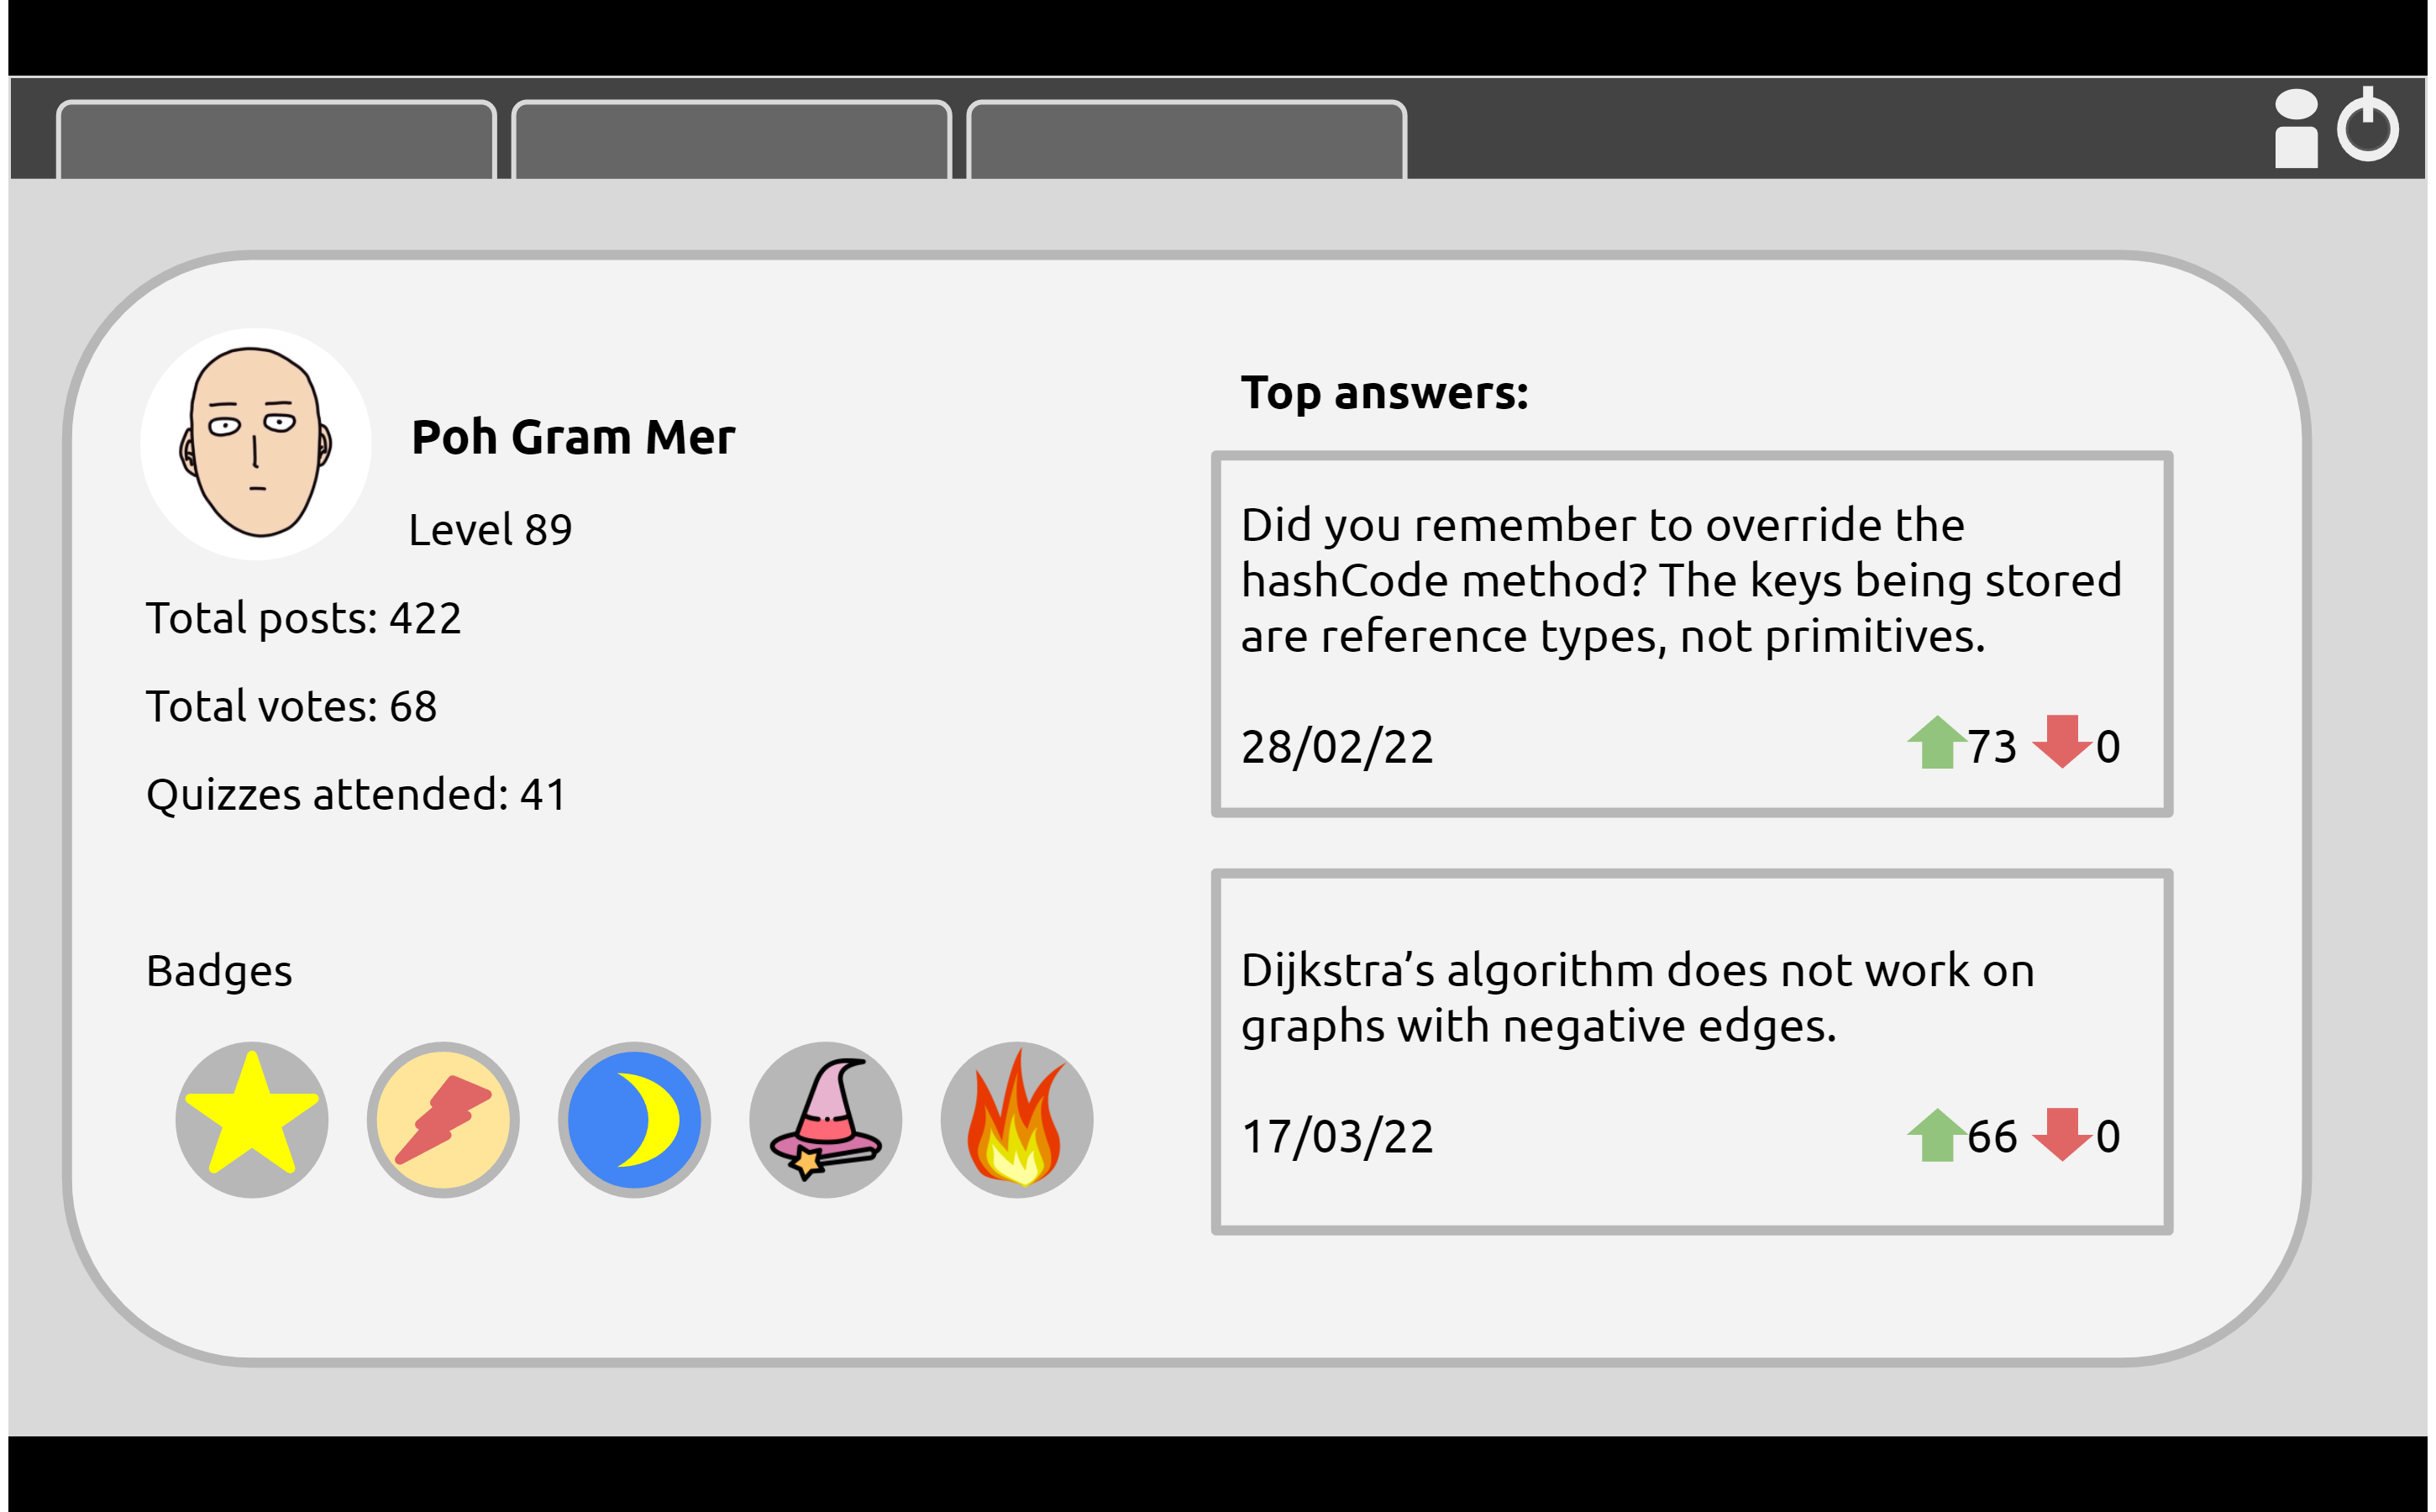 Poh Gram Mer
Level 89
Total posts: 422
Total votes: 68
Quizzes attended: 41
Badges
Top answers:
Did you remember to override the
hashCode method? The keys being stored
are reference types, not primitives.
28/02/22
73 0
Dijkstra’s algorithm does not work on
graphs with negative edges.
17/03/22
66 0